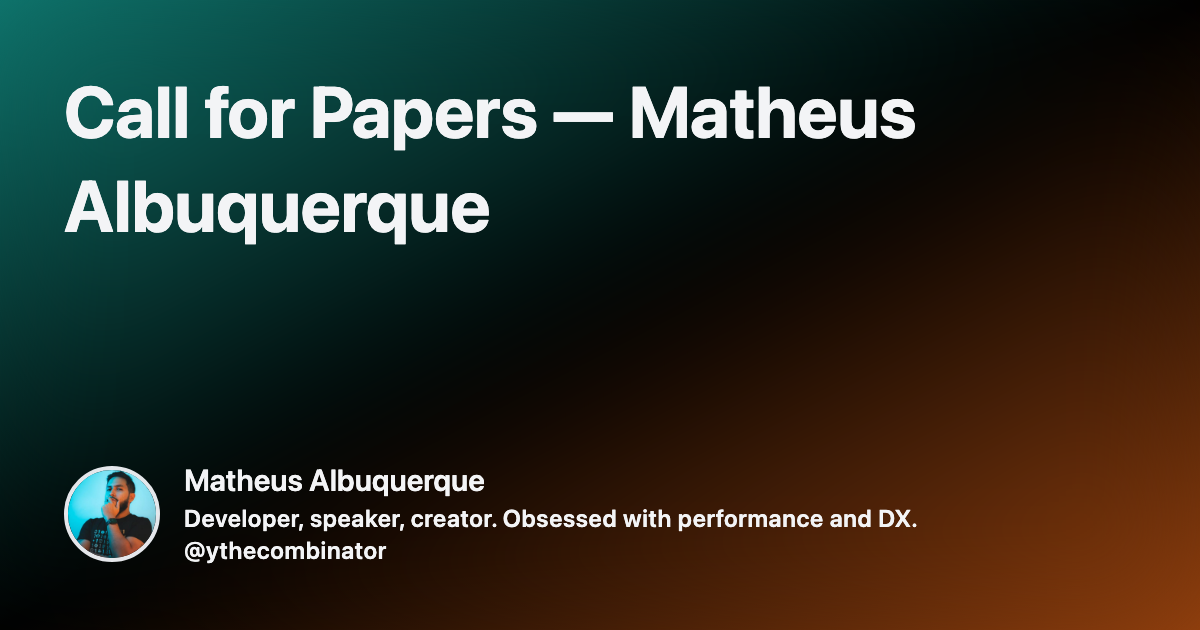 Call for Papers — Matheus
Albuquerque
Matheus Albuquerque
Developer, speaker, creator. Obsessed with performance and DX.
@ythecombinator